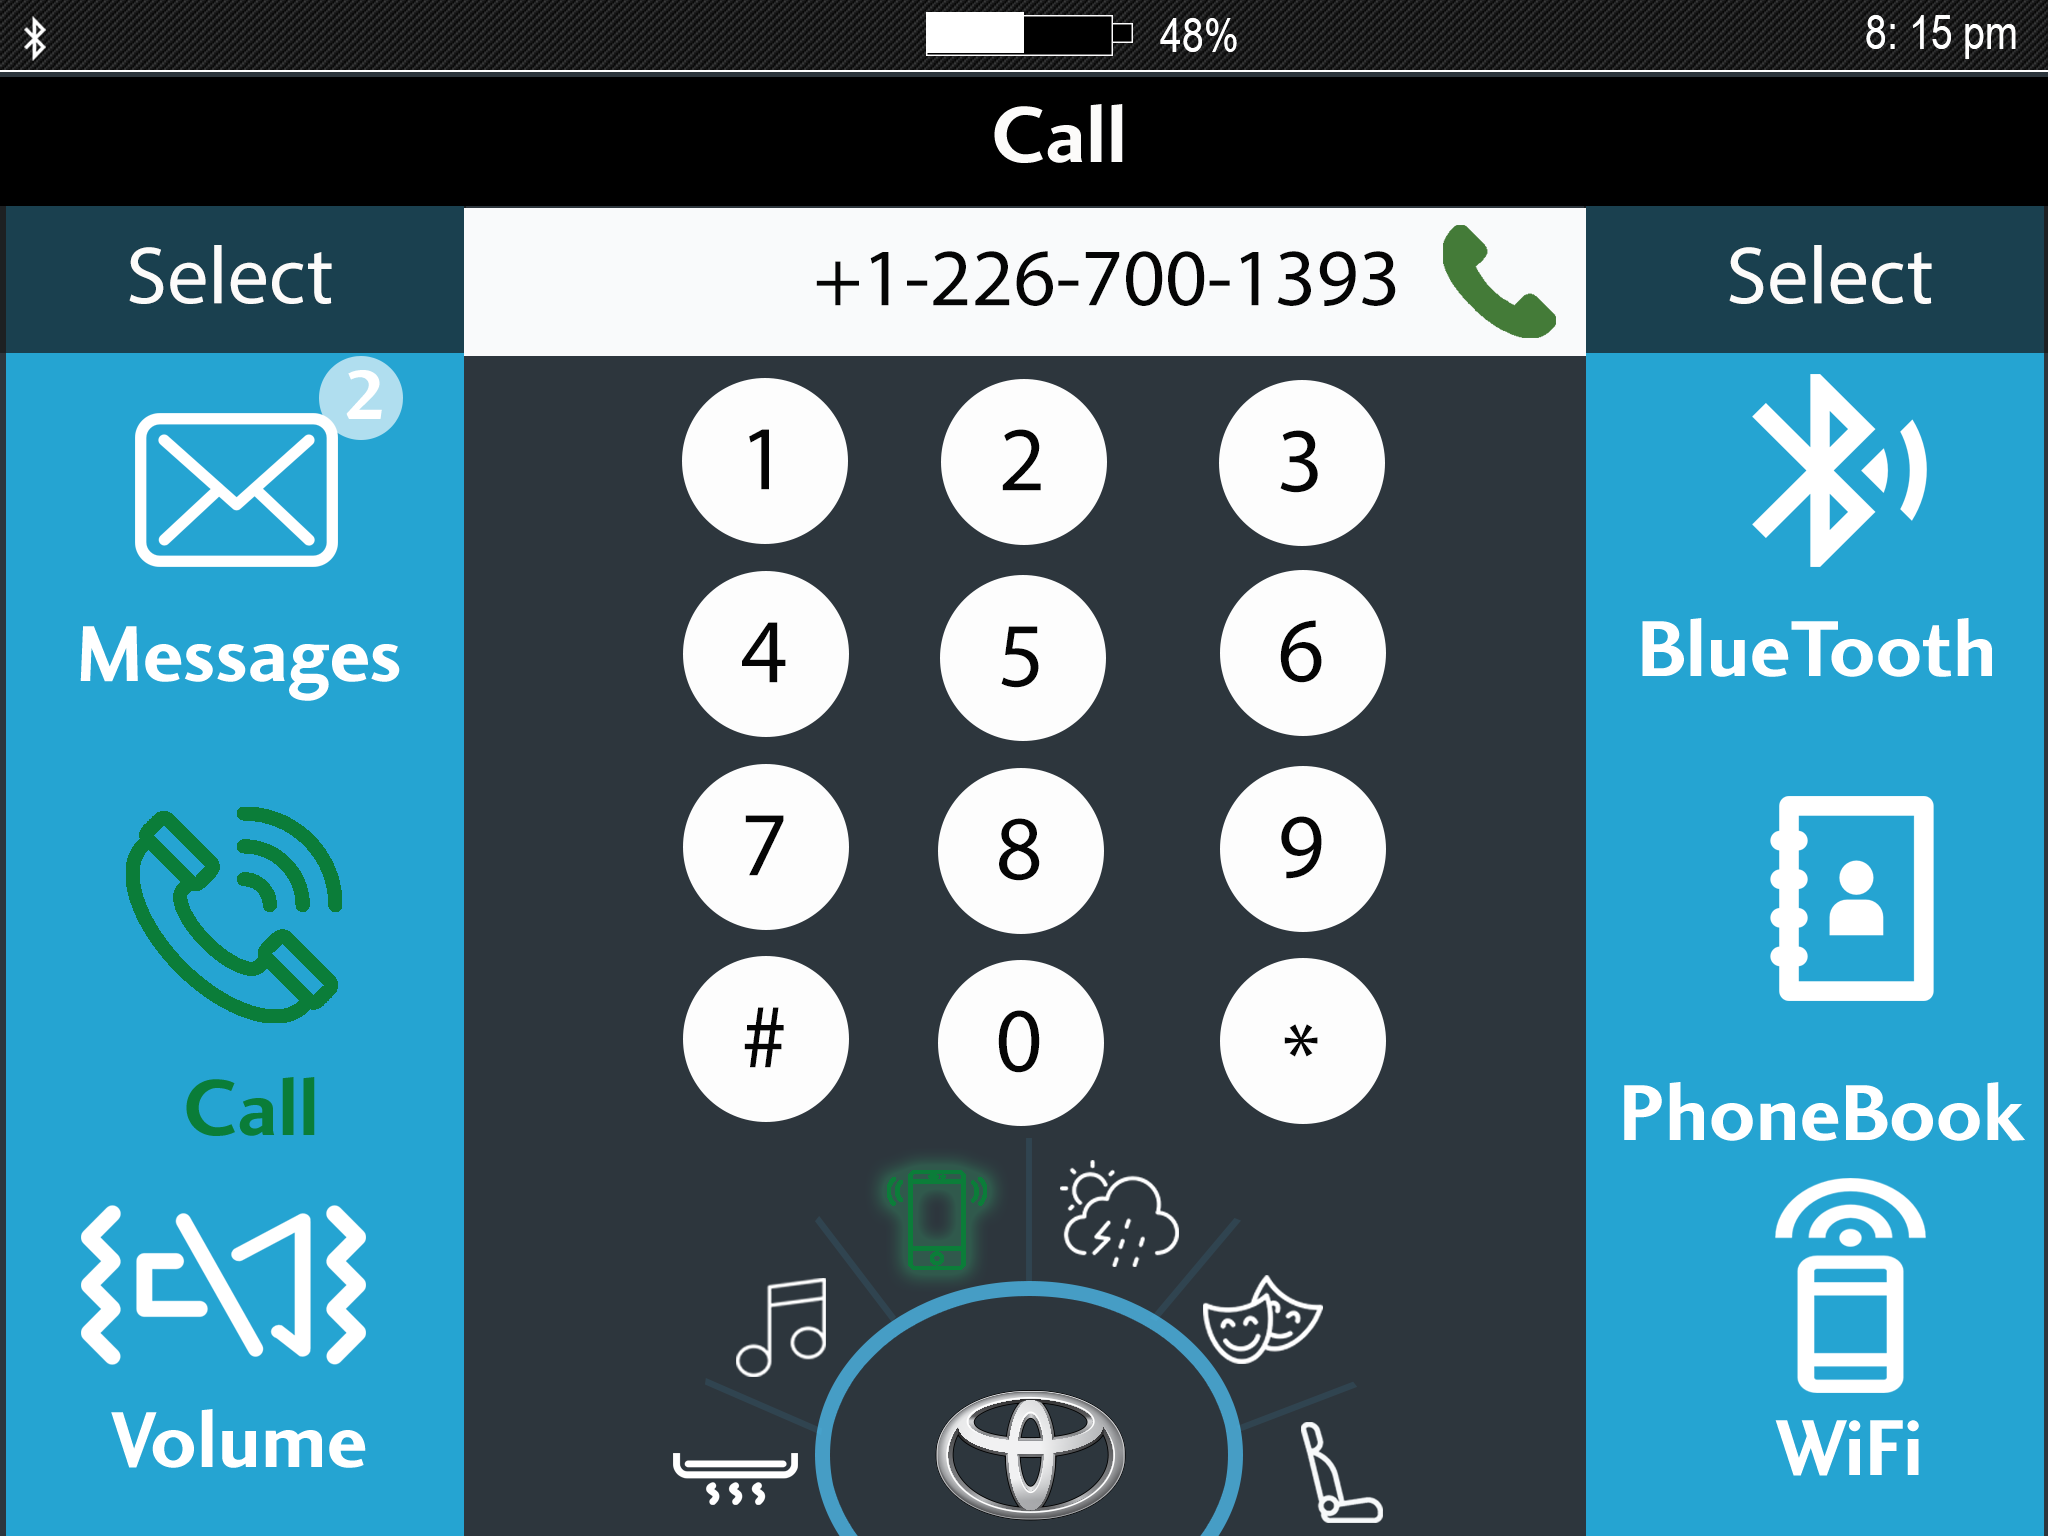 48%
8: 15 pm
Call
Select
+1-226-700-1393
Select
2
Messages
Call
Volume
1 2 3
4 5 6
7 8 9
# 0 *
BlueTooth
PhoneBook
WiFi